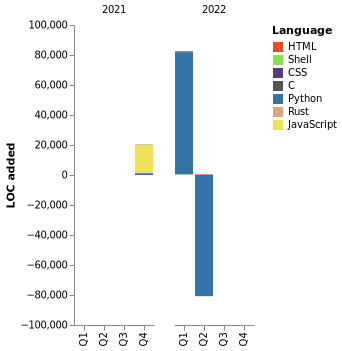 2021 2022
Language
HTML
Shell
CSS
C
Python
Rust
JavaScript
LOC added
100,000
80,000
60,000
40,000
20,000
0
−20,000
−40,000
−60,000
−80,000
−100,000
Q1 Q2 Q3 Q4 Q1 Q2 Q3 Q4